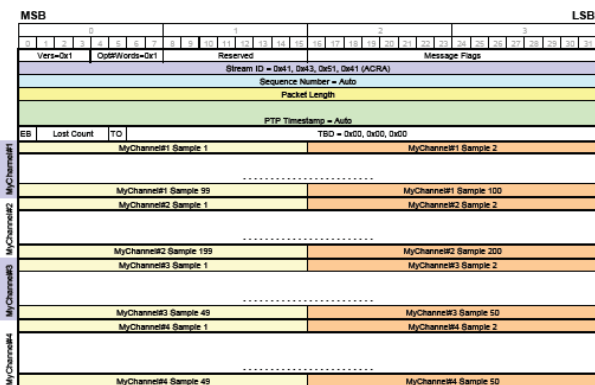 MSB LSB
0 1 2 3
0 1 2 3 4 5 6 7 8 9 10 11 12 13 14 15 16 17 18 19 20 21 22 23 24 25 26 27 28 29 30 31
Vers=0x1 Opt#Words=0x1 Reserved Message Flags
Stream ID = 0x41, 0x43, 0x51, 0x41 (ACRA)
Sequence Number = Auto
Packet Length
PTP Timestamp = Auto
EB Lost Count TO TBD = 0x00, 0x00, 0x00
MyChannel#1
MyChannel#1 Sample 1 MyChannel#1 Sample 2
- - - - - - - - - - - - - - - - - - - - - -
MyChannel#1 Sample 99 MyChannel#1 Sample 100
MyChannel#2
MyChannel#2 Sample 1 MyChannel#2 Sample 2
- - - - - - - - - - - - - - - - - - - - - -
MyChannel#2 Sample 199 MyChannel#2 Sample 200
MyChannel#3
MyChannel#3 Sample 1 MyChannel#3 Sample 2
- - - - - - - - - - - - - - - - - - - - - -
MyChannel#3 Sample 49 MyChannel#3 Sample 50
MyChannel#4
MyChannel#4 Sample 1 MyChannel#4 Sample 2
- - - - - - - - - - - - - - - - - - - - - -
MyChannel#4 Sample 49 MyChannel#4 Sample 50